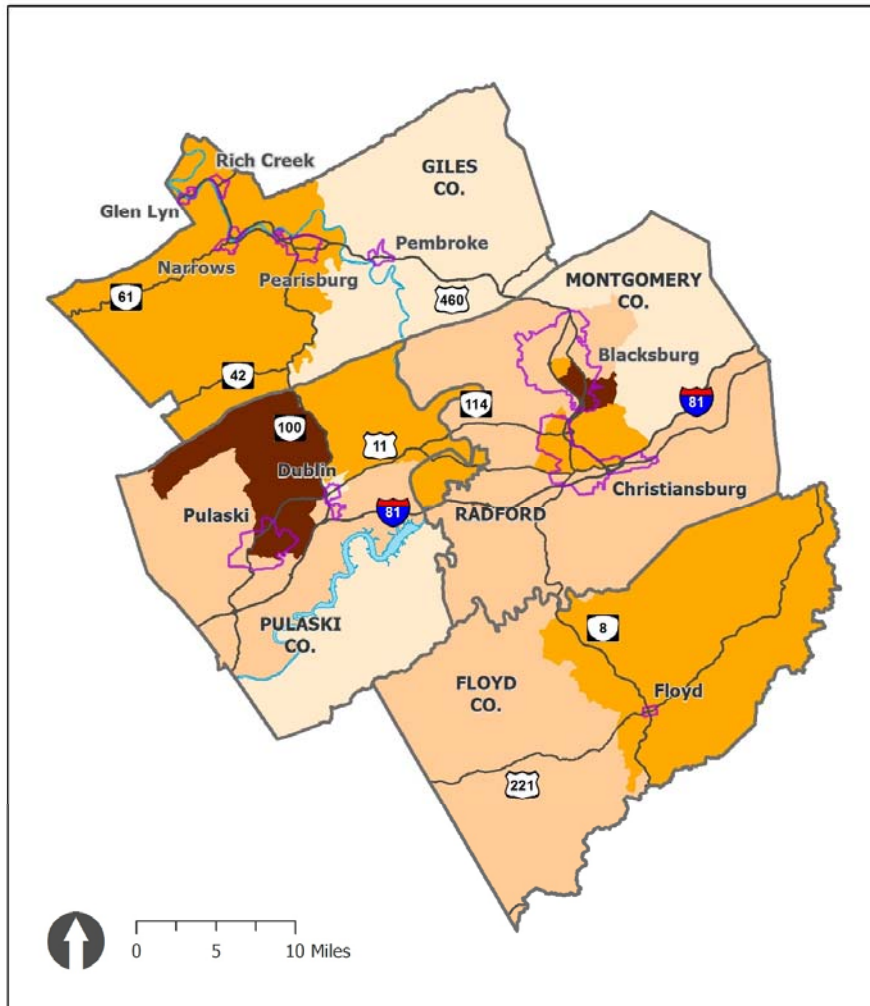 Rich Creek
GILES
CO.
Glen Lyn
Pembroke
Narrows
Pearisburg
MONTGOMERY
CO.
61
460
Blacksburg
42
114
81
100
11
Dublin
Christiansburg
Pulaski
81
RADFORD
PULASKI
CO.
8
FLOYD
CO.
Floyd
221
0 5 10 Miles